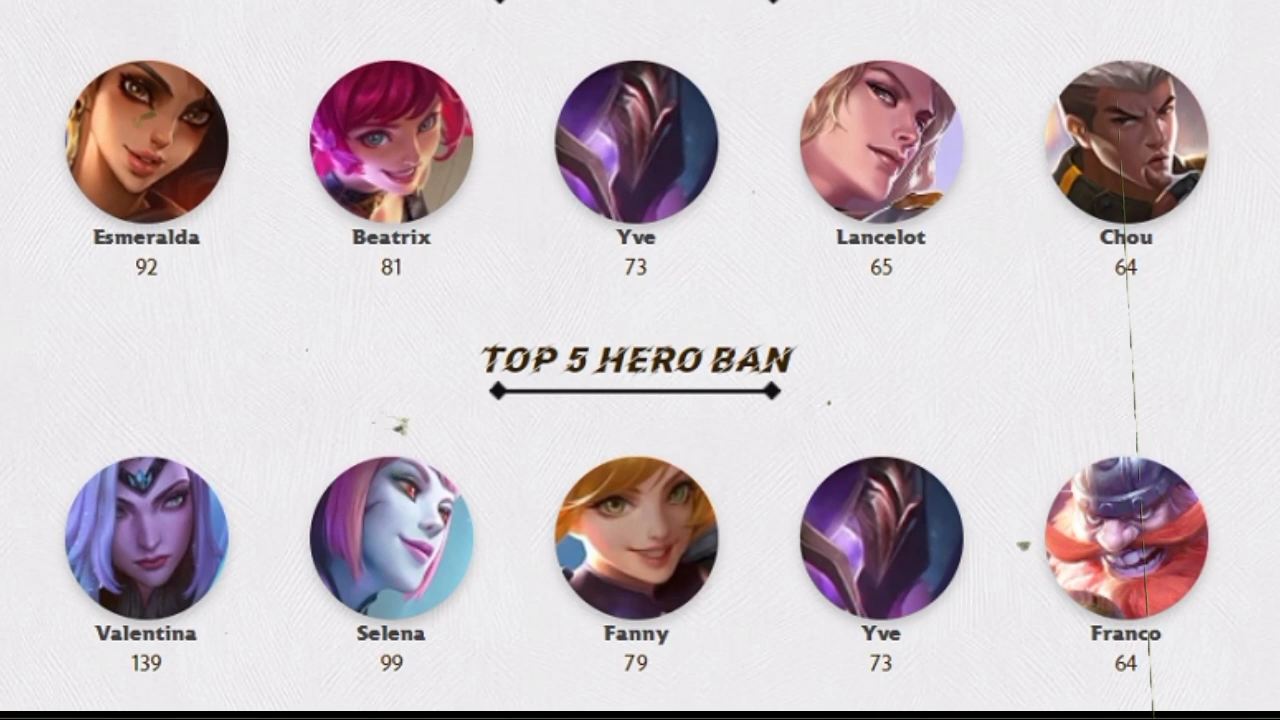 Esmeralda Beatrix Yve Lancelot Chou
92 81 73 65 64
TOP 5 HERO BAN
Valentina Selena Fanny Yve Franco
139 99 79 73 64